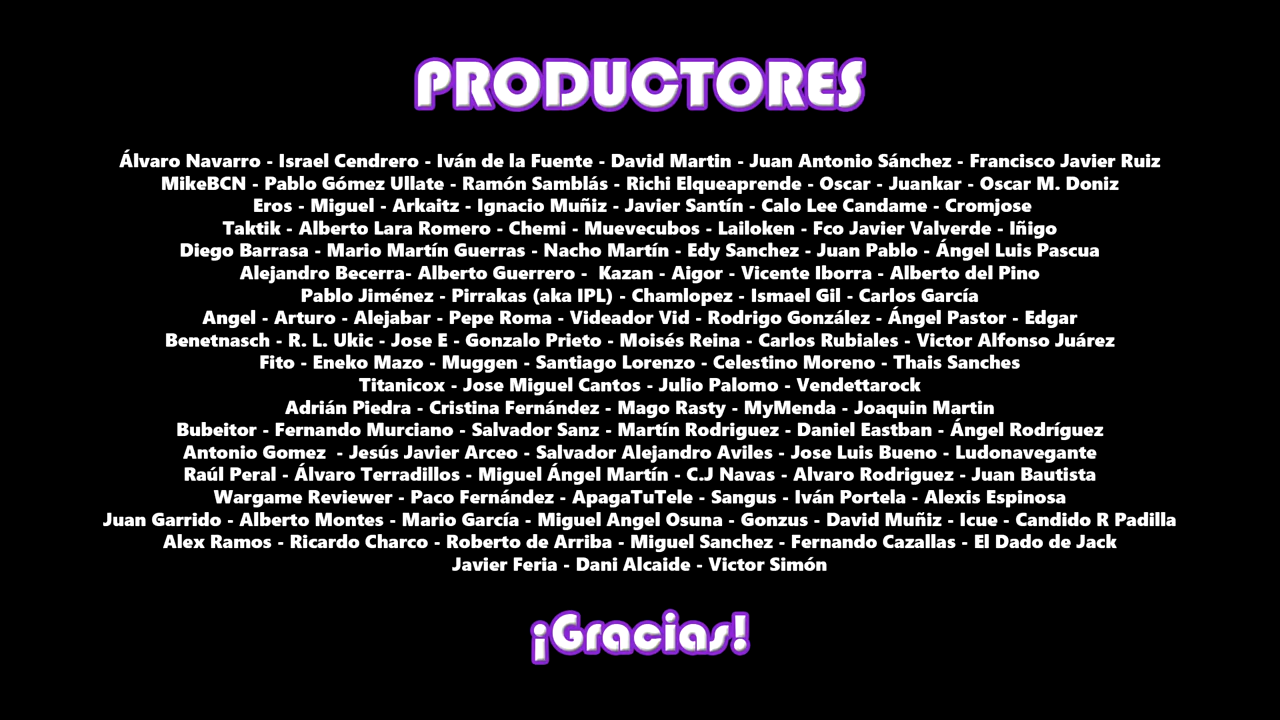 PRODUCTORES
Álvaro Navarro - Israel Cendrero - Iván de la Fuente - David Martin - Juan Antonio Sánchez - Francisco Javier Ruiz
MikeBCN - Pablo Gómez Ullate - Ramón Samblás - Richi Elqueaprende - Oscar - Juankar - Oscar M. Doniz
Eros - Miguel - Arkaitz - Ignacio Muñiz - Javier Santín - Calo Lee Candame - Cromjose
Taktik - Alberto Lara Romero - Chemi - Muevecubos - Lailoken - Fco Javier Valverde - Iñigo
Diego Barrasa - Mario Martín Guerras - Nacho Martín - Edy Sanchez - Juan Pablo - Ángel Luis Pascua
Alejandro Becerra- Alberto Guerrero -  Kazan - Aigor - Vicente Iborra - Alberto del Pino
Pablo Jiménez - Pirrakas (aka IPL) - Chamlopez - Ismael Gil - Carlos García
Angel - Arturo - Alejabar - Pepe Roma - Videador Vid - Rodrigo González - Ángel Pastor - Edgar
Benetnasch - R. L. Ukic - Jose E - Gonzalo Prieto - Moisés Reina - Carlos Rubiales - Victor Alfonso Juárez
Fito - Eneko Mazo - Muggen - Santiago Lorenzo - Celestino Moreno - Thais Sanches
Titanicox - Jose Miguel Cantos - Julio Palomo - Vendettarock
Adrián Piedra - Cristina Fernández - Mago Rasty - MyMenda - Joaquin Martin
Bubeitor - Fernando Murciano - Salvador Sanz - Martín Rodriguez - Daniel Eastban - Ángel Rodríguez
Antonio Gomez  - Jesús Javier Arceo - Salvador Alejandro Aviles - Jose Luis Bueno - Ludonavegante
Raúl Peral - Álvaro Terradillos - Miguel Ángel Martín - C.J Navas - Alvaro Rodriguez - Juan Bautista
Wargame Reviewer - Paco Fernández - ApagaTuTele - Sangus - Iván Portela - Alexis Espinosa
Juan Garrido - Alberto Montes - Mario García - Miguel Angel Osuna - Gonzus - David Muñiz - Icue - Candido R Padilla
Alex Ramos - Ricardo Charco - Roberto de Arriba - Miguel Sanchez - Fernando Cazallas - El Dado de Jack
Javier Feria - Dani Alcaide - Victor Simón
¡Gracias!